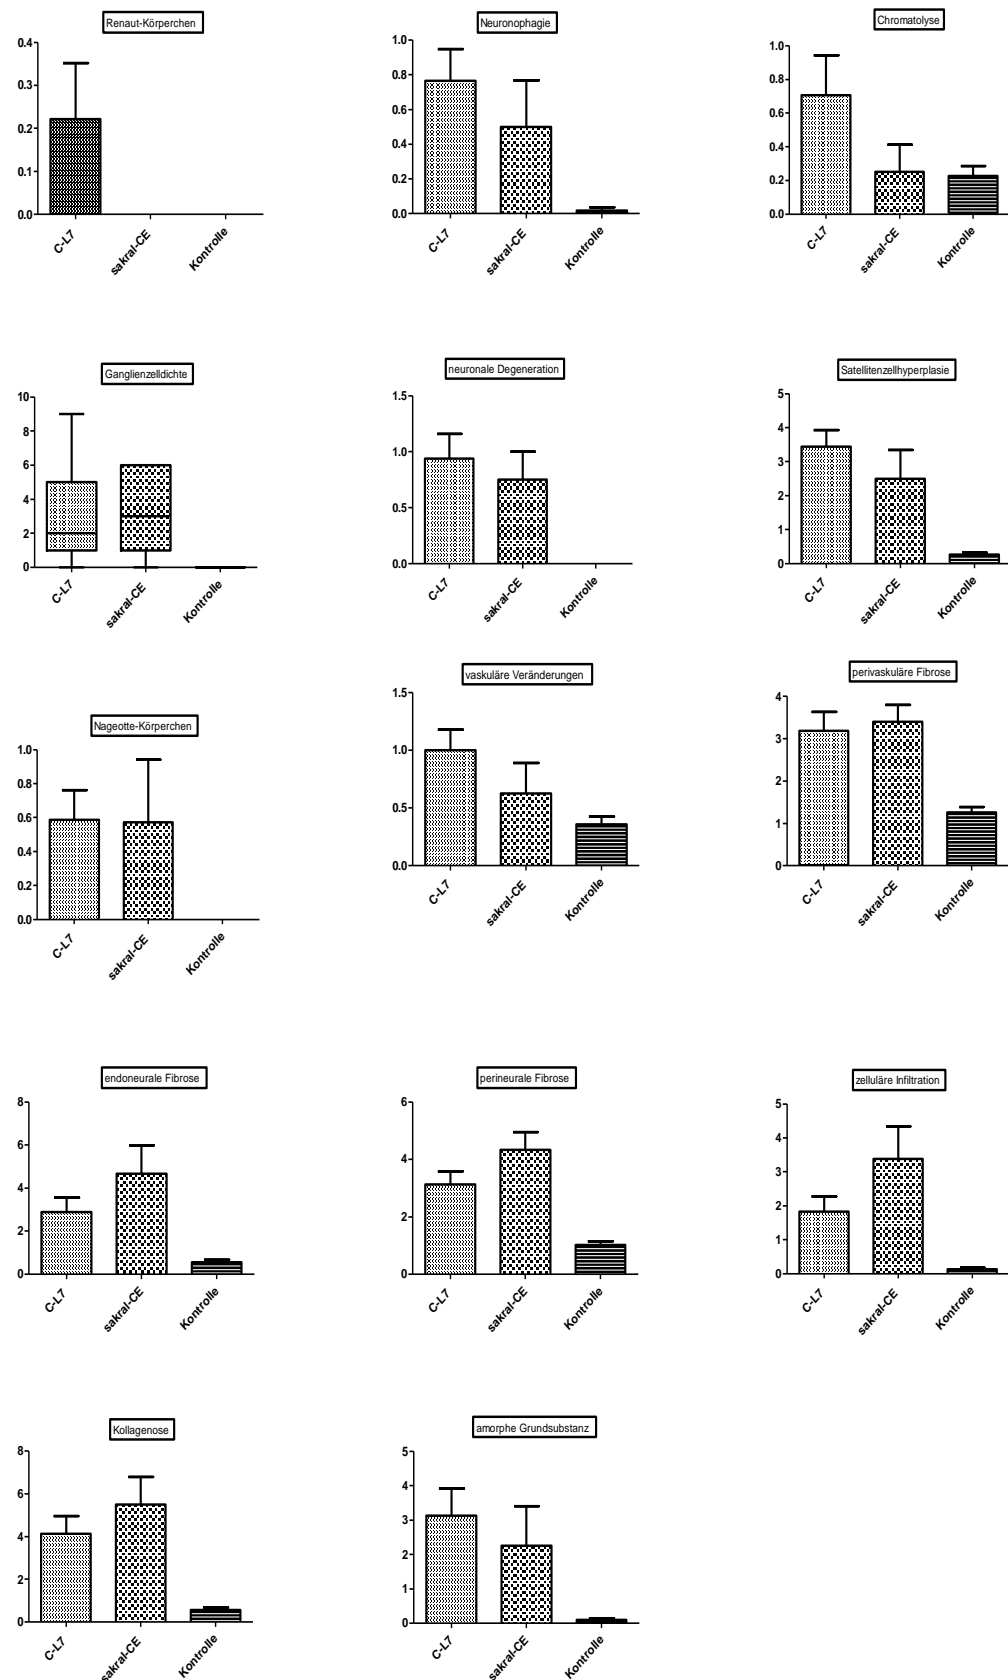 Renaut-Körperchen
0.4
0.3
0.2
0.1
0.0
C-L7
sakral-CE
Kontrolle
Neuronophagie
1.0
0.8
0.6
0.4
0.2
0.0
C-L7
sakral-CE
Kontrolle
Chromatolyse
1.0
0.8
0.6
0.4
0.2
0.0
C-L7
sakral-CE
Kontrolle
Ganglienzelldichte
10
8
6
4
2
0
C-L7
sakral-CE
Kontrolle
neuronale Degeneration
1.5
1.0
0.5
0.0
C-L7
sakral-CE
Kontrolle
Satellitenzellhyperplasie
5
4
3
2
1
0
C-L7
sakral-CE
Kontrolle
Nageotte-Körperchen
1.0
0.8
0.6
0.4
0.2
0.0
C-L7
sakral-CE
Kontrolle
vaskuläre Veränderungen
1.5
1.0
0.5
0.0
C-L7
sakral-CE
Kontrolle
perivaskuläre Fibrose
4
3
2
1
0
C-L7
sakral-CE
Kontrolle
endoneurale Fibrose
8
6
4
2
0
C-L7
sakral-CE
Kontrolle
perineurale Fibrose
6
4
2
0
C-L7
sakral-CE
Kontrolle
zelluläre Infiltration
5
4
3
2
1
0
C-L7
sakral-CE
Kontrolle
Kollagenose
8
6
4
2
0
C-L7
sakral-CE
Kontrolle
amorphe Grundsubstanz
5
4
3
2
1
0
C-L7
sakral-CE
Kontrolle